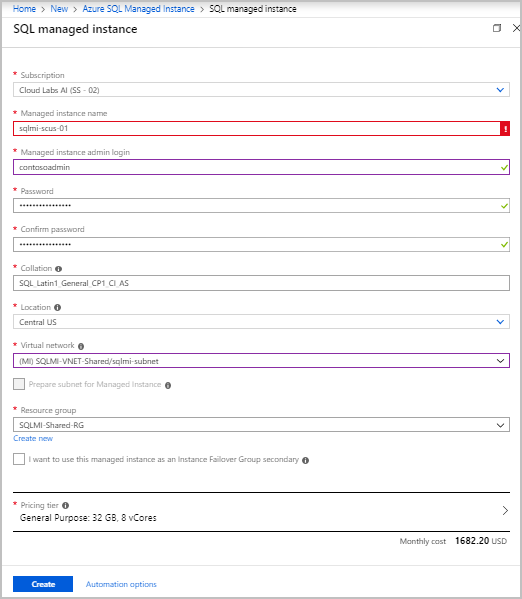 Home > New > Azure SQL Managed Instance > SQL managed instance
SQL managed instance
* Subscription
Cloud Labs AI (SS - 02)
* Managed instance name
sqlmi-scus-01
* Managed instance admin login
contosoadmin
* Password
••••••••••••••••
* Confirm password
••••••••••••••••
* Collation
SQL_Latin1_General_CP1_CI_AS
* Location
Central US
* Virtual network
(MI) SQLMI-VNET-Shared/sqlmi-subnet
Prepare subnet for Managed Instance
* Resource group
SQLMI-Shared-RG
Create new
I want to use this managed instance as an Instance Failover Group secondary
* Pricing tier
General Purpose: 32 GB, 8 vCores
Monthly cost 1682.20 USD
Create Automation options